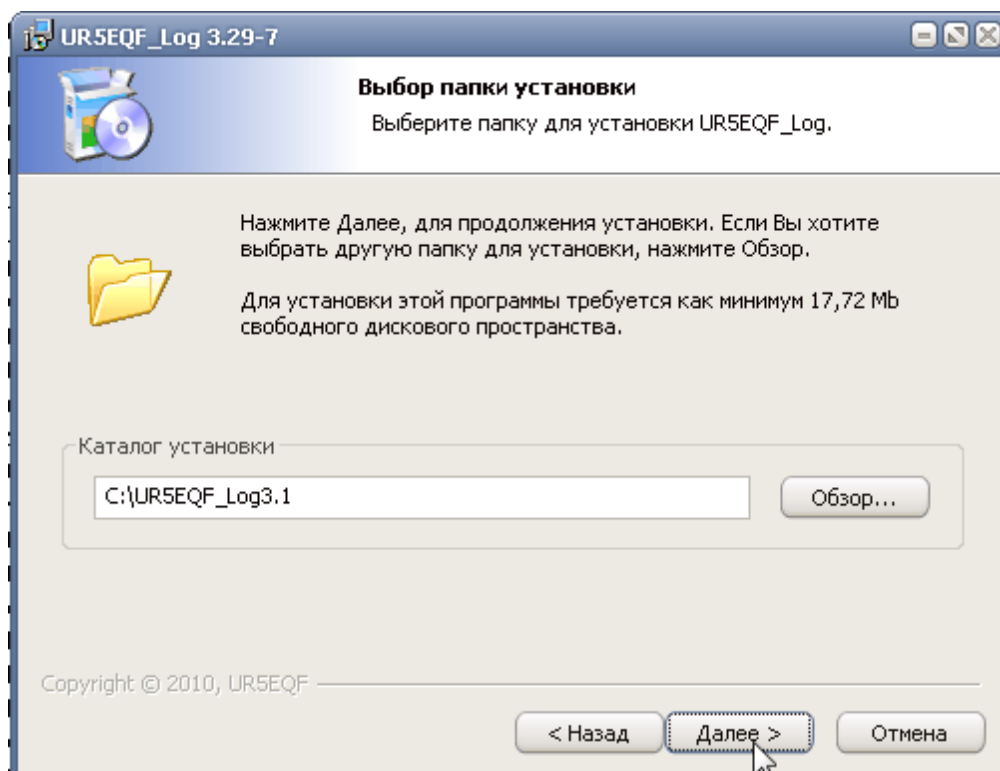 UR5EQF_Log 3.29-7
Выбор папки установки
Выберите папку для установки UR5EQF_Log.
Нажмите Далее, для продолжения установки. Если Вы хотите
выбрать другую папку для установки, нажмите Обзор.
Для установки этой программы требуется как минимум 17,72 Mb
свободного дискового пространства.
Каталог установки
C:\UR5EQF_Log3.1
Обзор...
Copyright © 2010, UR5EQF
< Назад
Далее >
Отмена